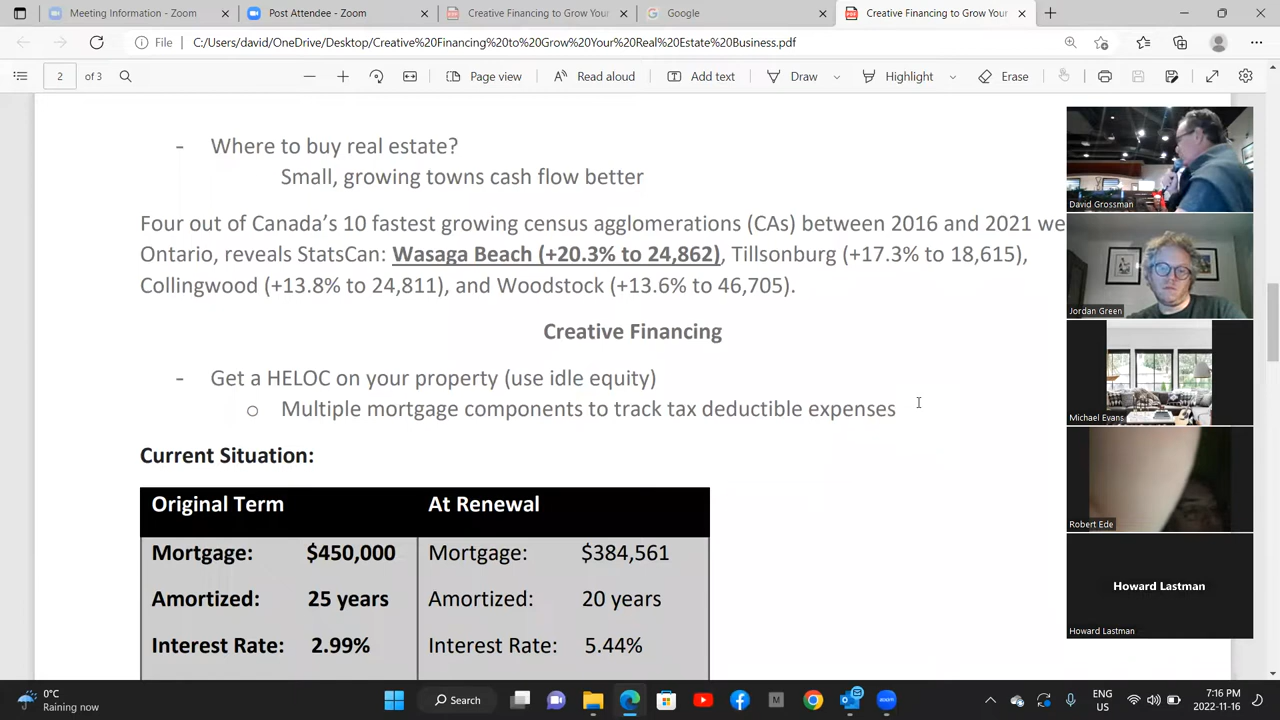 Meeting Information - Zoom
Post Attendee - Zoom
Creative Financing to Grow Your
Google
Creative Financing to Grow Your
File
C:/Users/david/OneDrive/Desktop/Creative%20Financing%20to%20Grow%20Your%20Real%20Estate%20Business.pdf
2 of 3
Page view
Read aloud
Add text
Draw
Highlight
Erase
- Where to buy real estate?
Small, growing towns cash flow better
Four out of Canada's 10 fastest growing census agglomerations (CAs) between 2016 and 2021 we
Ontario, reveals StatsCan: Wasaga Beach (+20.3% to 24,862), Tillsonburg (+17.3% to 18,615),
Collingwood (+13.8% to 24,811), and Woodstock (+13.6% to 46,705).
Creative Financing
- Get a HELOC on your property (use idle equity)
o Multiple mortgage components to track tax deductible expenses
Current Situation:
Original Term At Renewal
Mortgage: $450,000 Mortgage: $384,561
Amortized: 25 years Amortized: 20 years
Interest Rate: 2.99% Interest Rate: 5.44%
David Grossman
Jordan Green
Michael Evans
Robert Ede
Howard Lastman
Howard Lastman
0°C
Raining now
Search
ENG
US
7:16 PM
2022-11-16